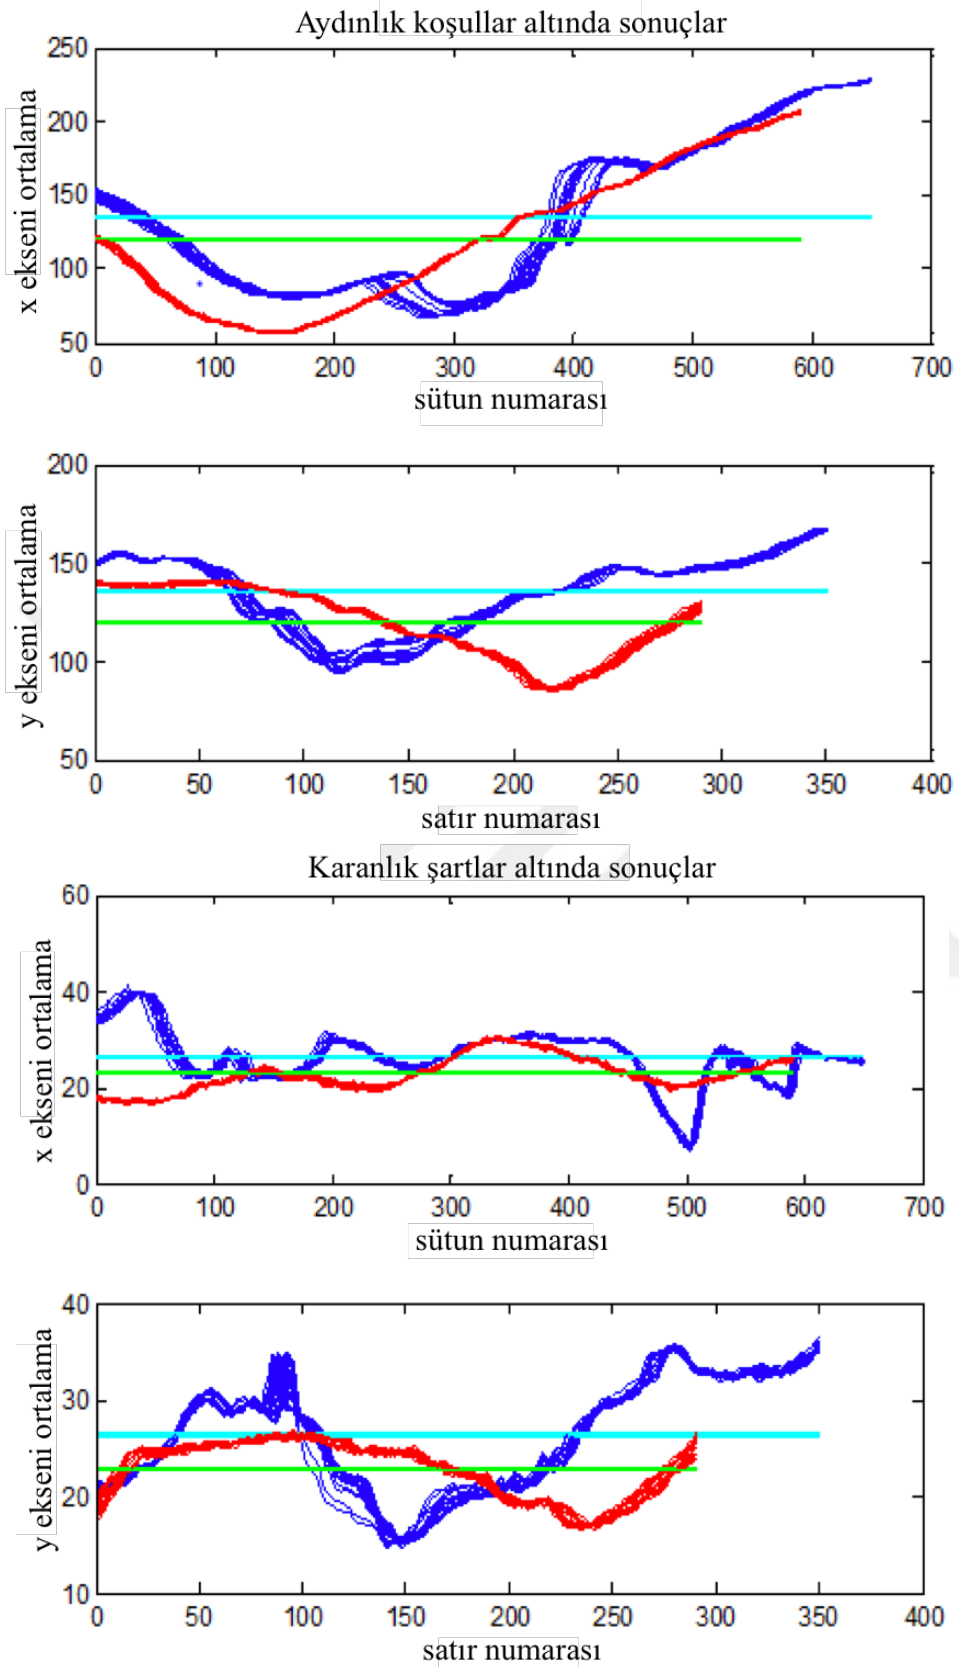 Aydınlık koşullar altında sonuçlar
250
200
150
100
50
x ekseni ortalama
0 100 200 300 400 500 600 700
sütun numarası
200
150
100
50
y ekseni ortalama
0 50 100 150 200 250 300 350 400
satır numarası
Karanlık şartlar altında sonuçlar
60
40
20
0
x ekseni ortalama
0 100 200 300 400 500 600 700
sütun numarası
40
30
20
10
y ekseni ortalama
0 50 100 150 200 250 300 350 400
satır numarası